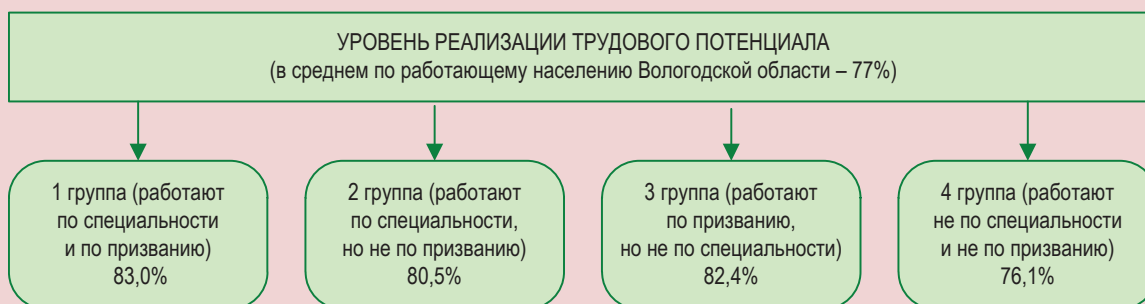 УРОВЕНЬ РЕАЛИЗАЦИИ ТРУДОВОГО ПОТЕНЦИАЛА
(в среднем по работающему населению Вологодской области – 77%)
1 группа (работают
по специальности
и по призванию)
83,0%
2 группа (работают
по специальности,
но не по призванию)
80,5%
3 группа (работают
по призванию,
но не по специальности)
82,4%
4 группа (работают
не по специальности
и не по призванию)
76,1%